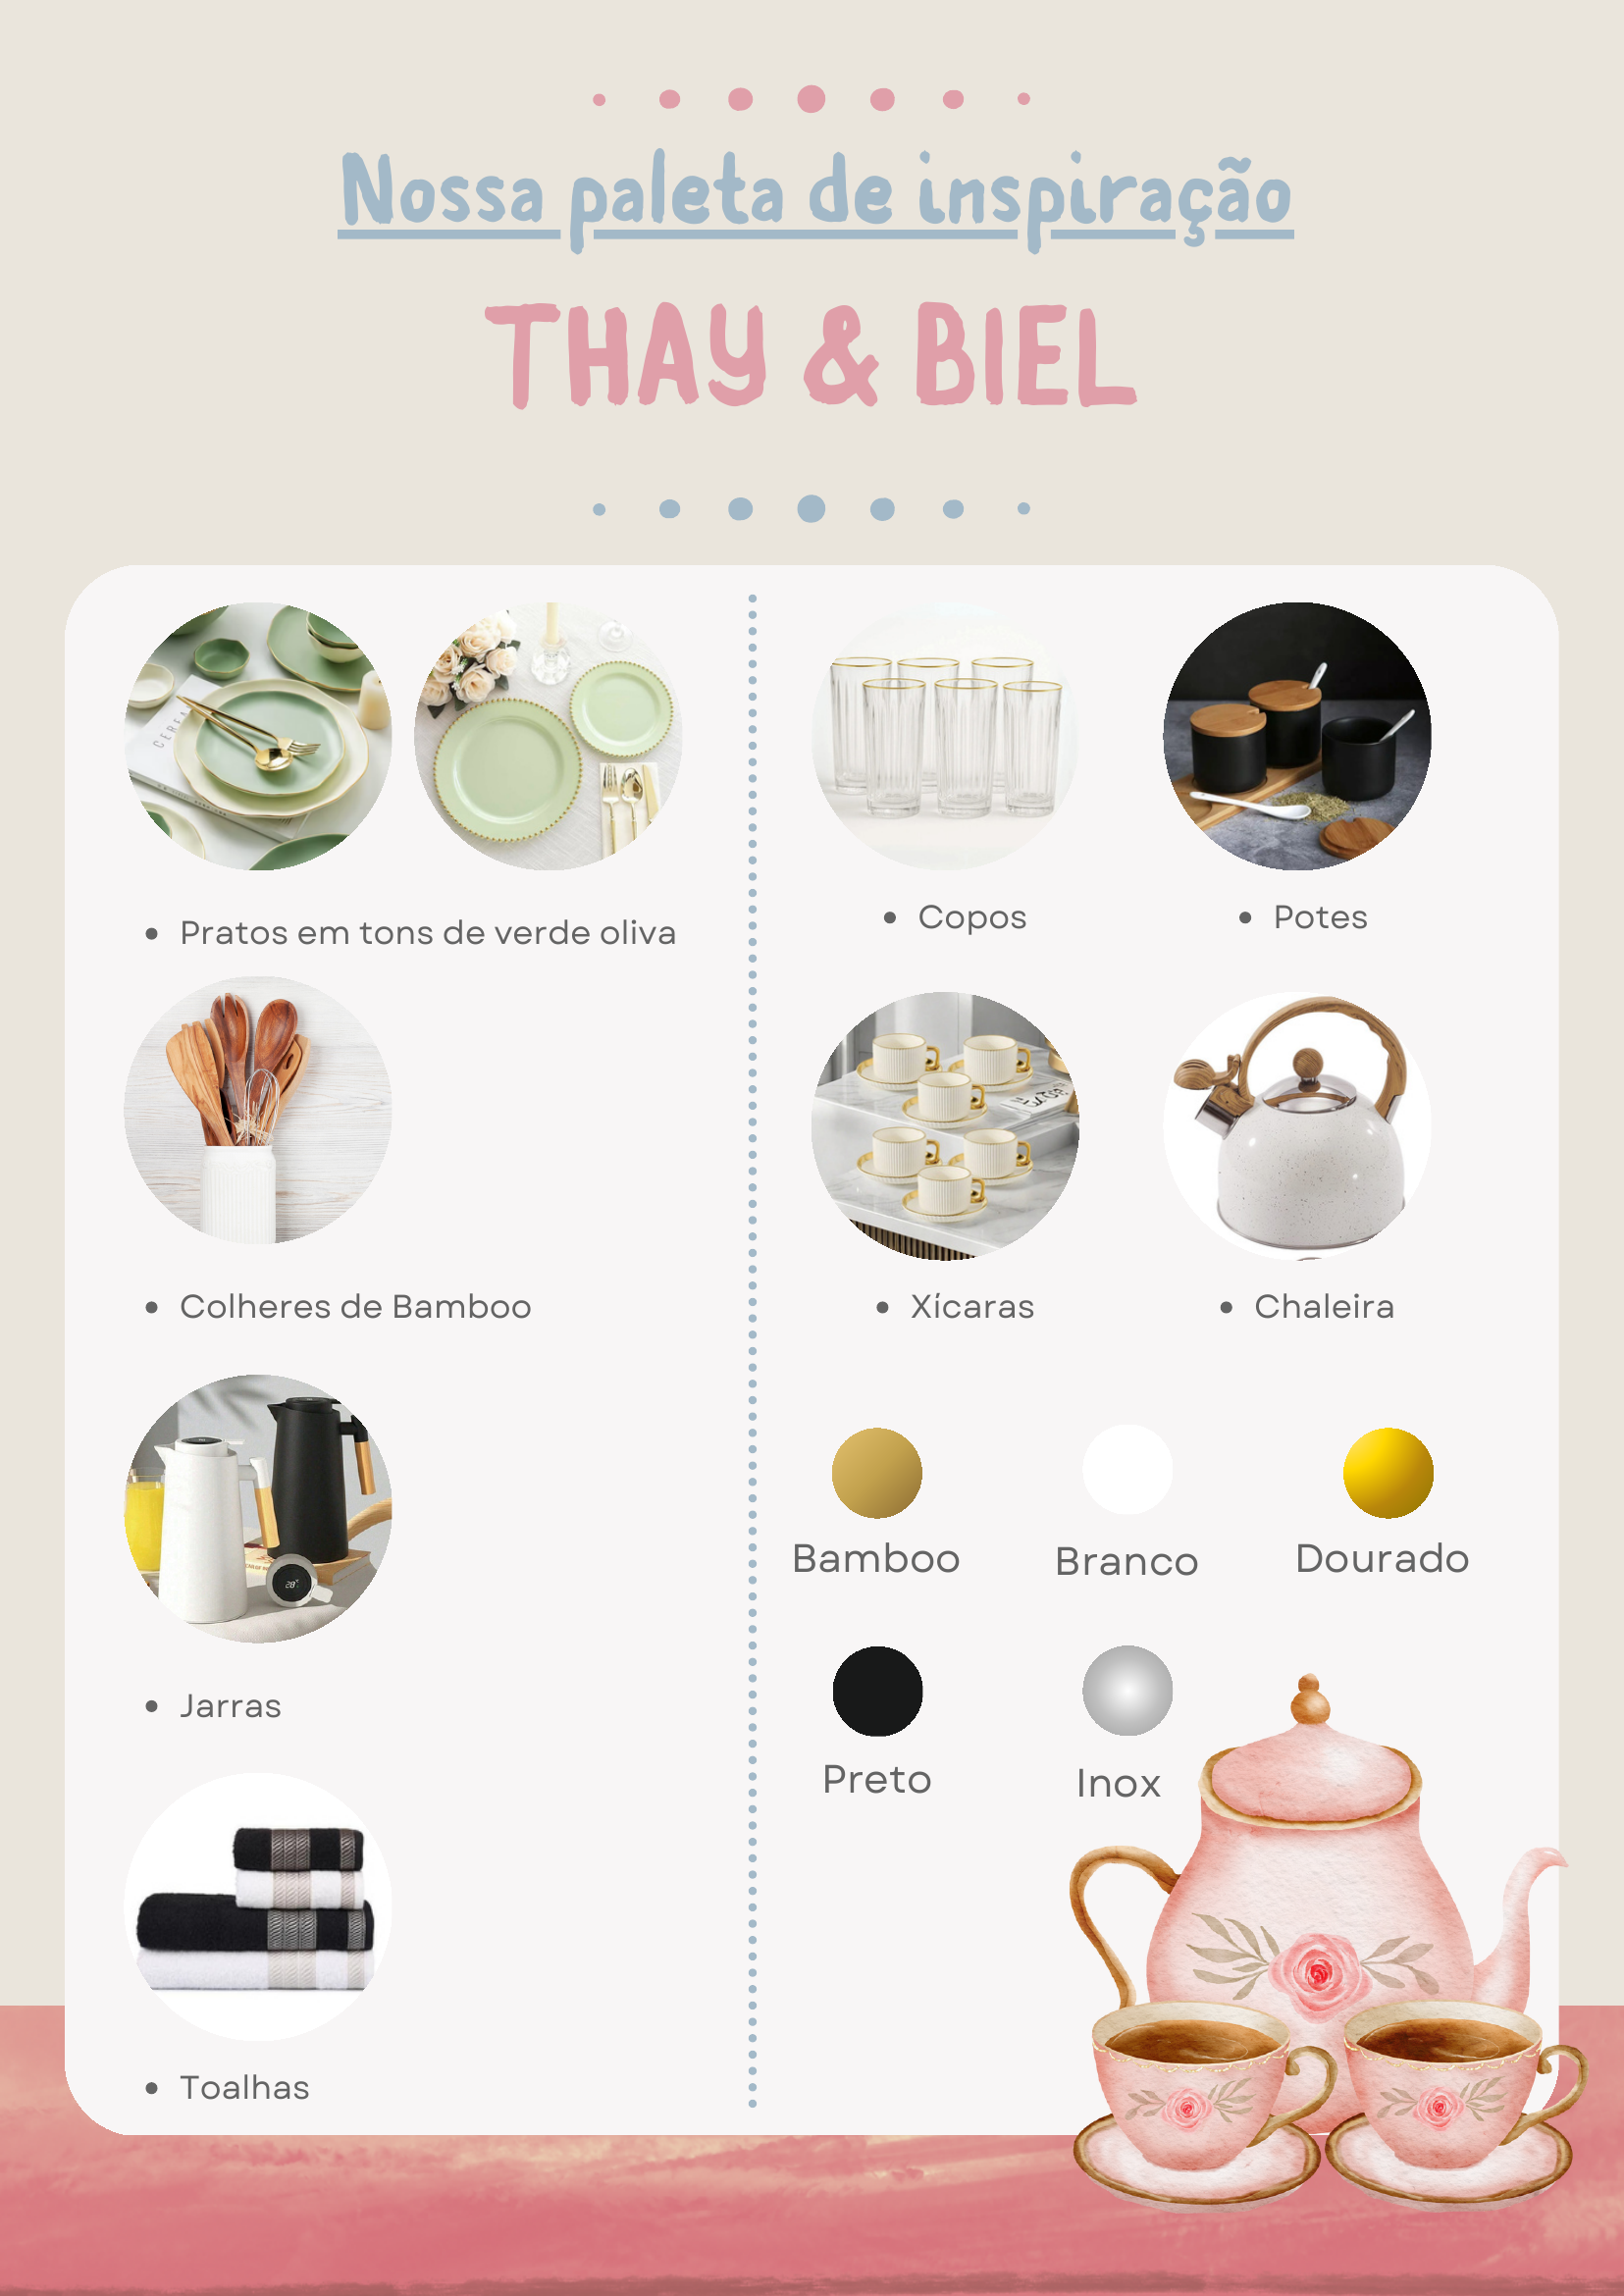 Nossa paleta de inspiração
THAY & BIEL
• Pratos em tons de verde oliva
• Colheres de Bamboo
• Jarras
• Toalhas
• Copos
• Potes
• Xícaras
• Chaleira
Bamboo
Branco
Dourado
Preto
Inox